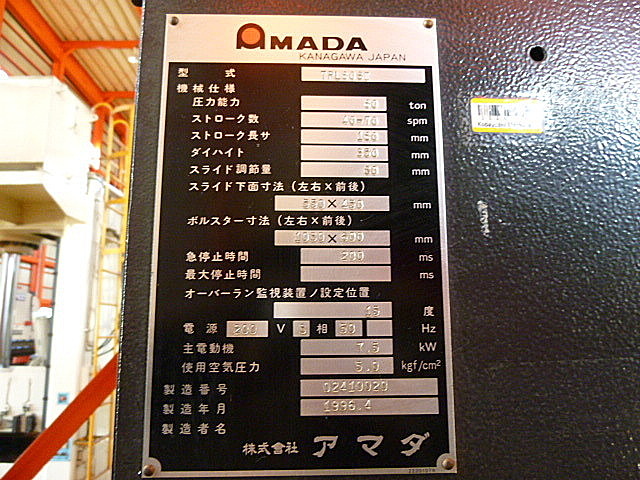 AMADA
KANAGAWA JAPAN
型 式
機械仕様
圧力能力 ton
ストローク数 spm
ストローク長サ mm
ダイハイト mm
スライド調節量 mm
スライド下面寸法(左右×前後)
× mm
ボルスター寸法(左右×前後)
× mm
急停止時間 200 ms
最大停止時間 ms
オーバーラン監視装置ノ設定位置
15 度
電源 200 V 3 相 50 Hz
主電動機 7.5 kW
使用空気圧力 5.0 kgf/cm²
製造番号 02410020
製造年月 1996.4
製造者名
株式会社 アマダ